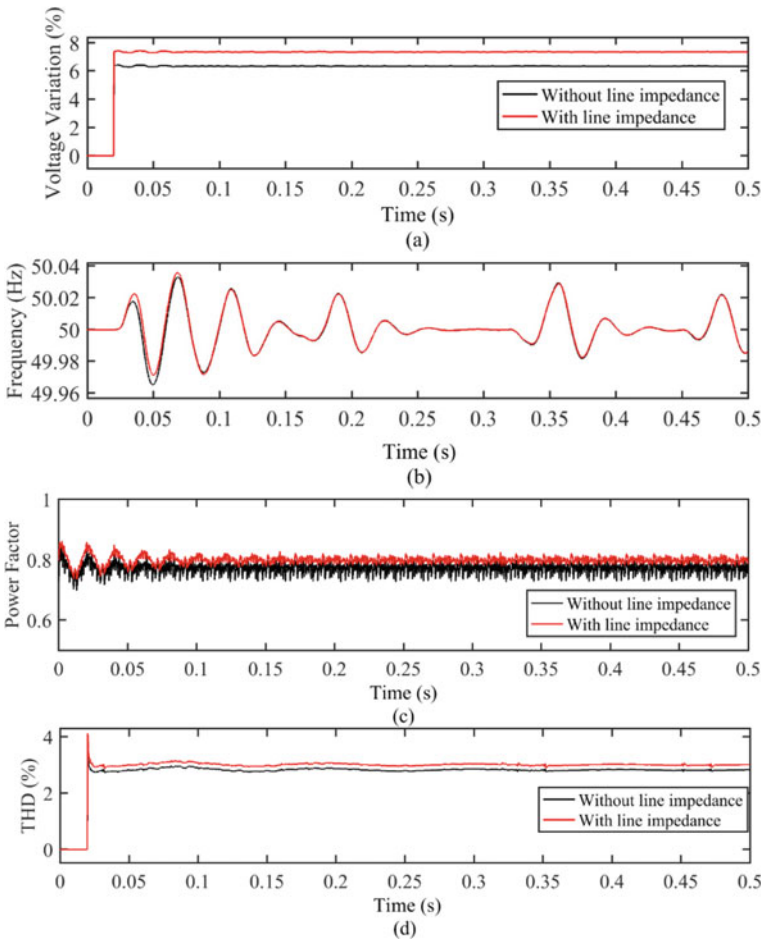 Voltage Variation (%)
8
6
4
2
0
Without line impedance
With line impedance
0 0.05 0.1 0.15 0.2 0.25 0.3 0.35 0.4 0.45 0.5
Time (s)
(a)
Frequency (Hz)
50.04
50.02
50
49.98
49.96
0 0.05 0.1 0.15 0.2 0.25 0.3 0.35 0.4 0.45 0.5
Time (s)
(b)
Power Factor
1
0.8
0.6
Without line impedance
With line impedance
0 0.05 0.1 0.15 0.2 0.25 0.3 0.35 0.4 0.45 0.5
Time (s)
(c)
THD (%)
4
2
0
Without line impedance
With line impedance
0 0.05 0.1 0.15 0.2 0.25 0.3 0.35 0.4 0.45 0.5
Time (s)
(d)